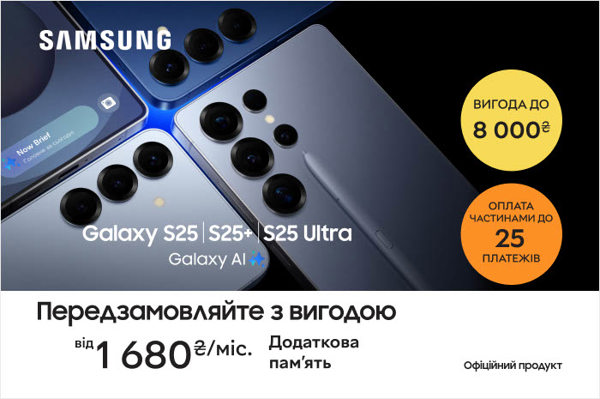 SAMSUNG
Now Brief
ВИГОДА ДО
8 000₴
ОПЛАТА
ЧАСТИНАМИ ДО
25
ПЛАТЕЖІВ
Galaxy S25 | S25+ | S25 Ultra
Galaxy AI
Передзамовляйте з вигодою
від 1 680₴/міс.
Додаткова
пам'ять
Офіційний продукт